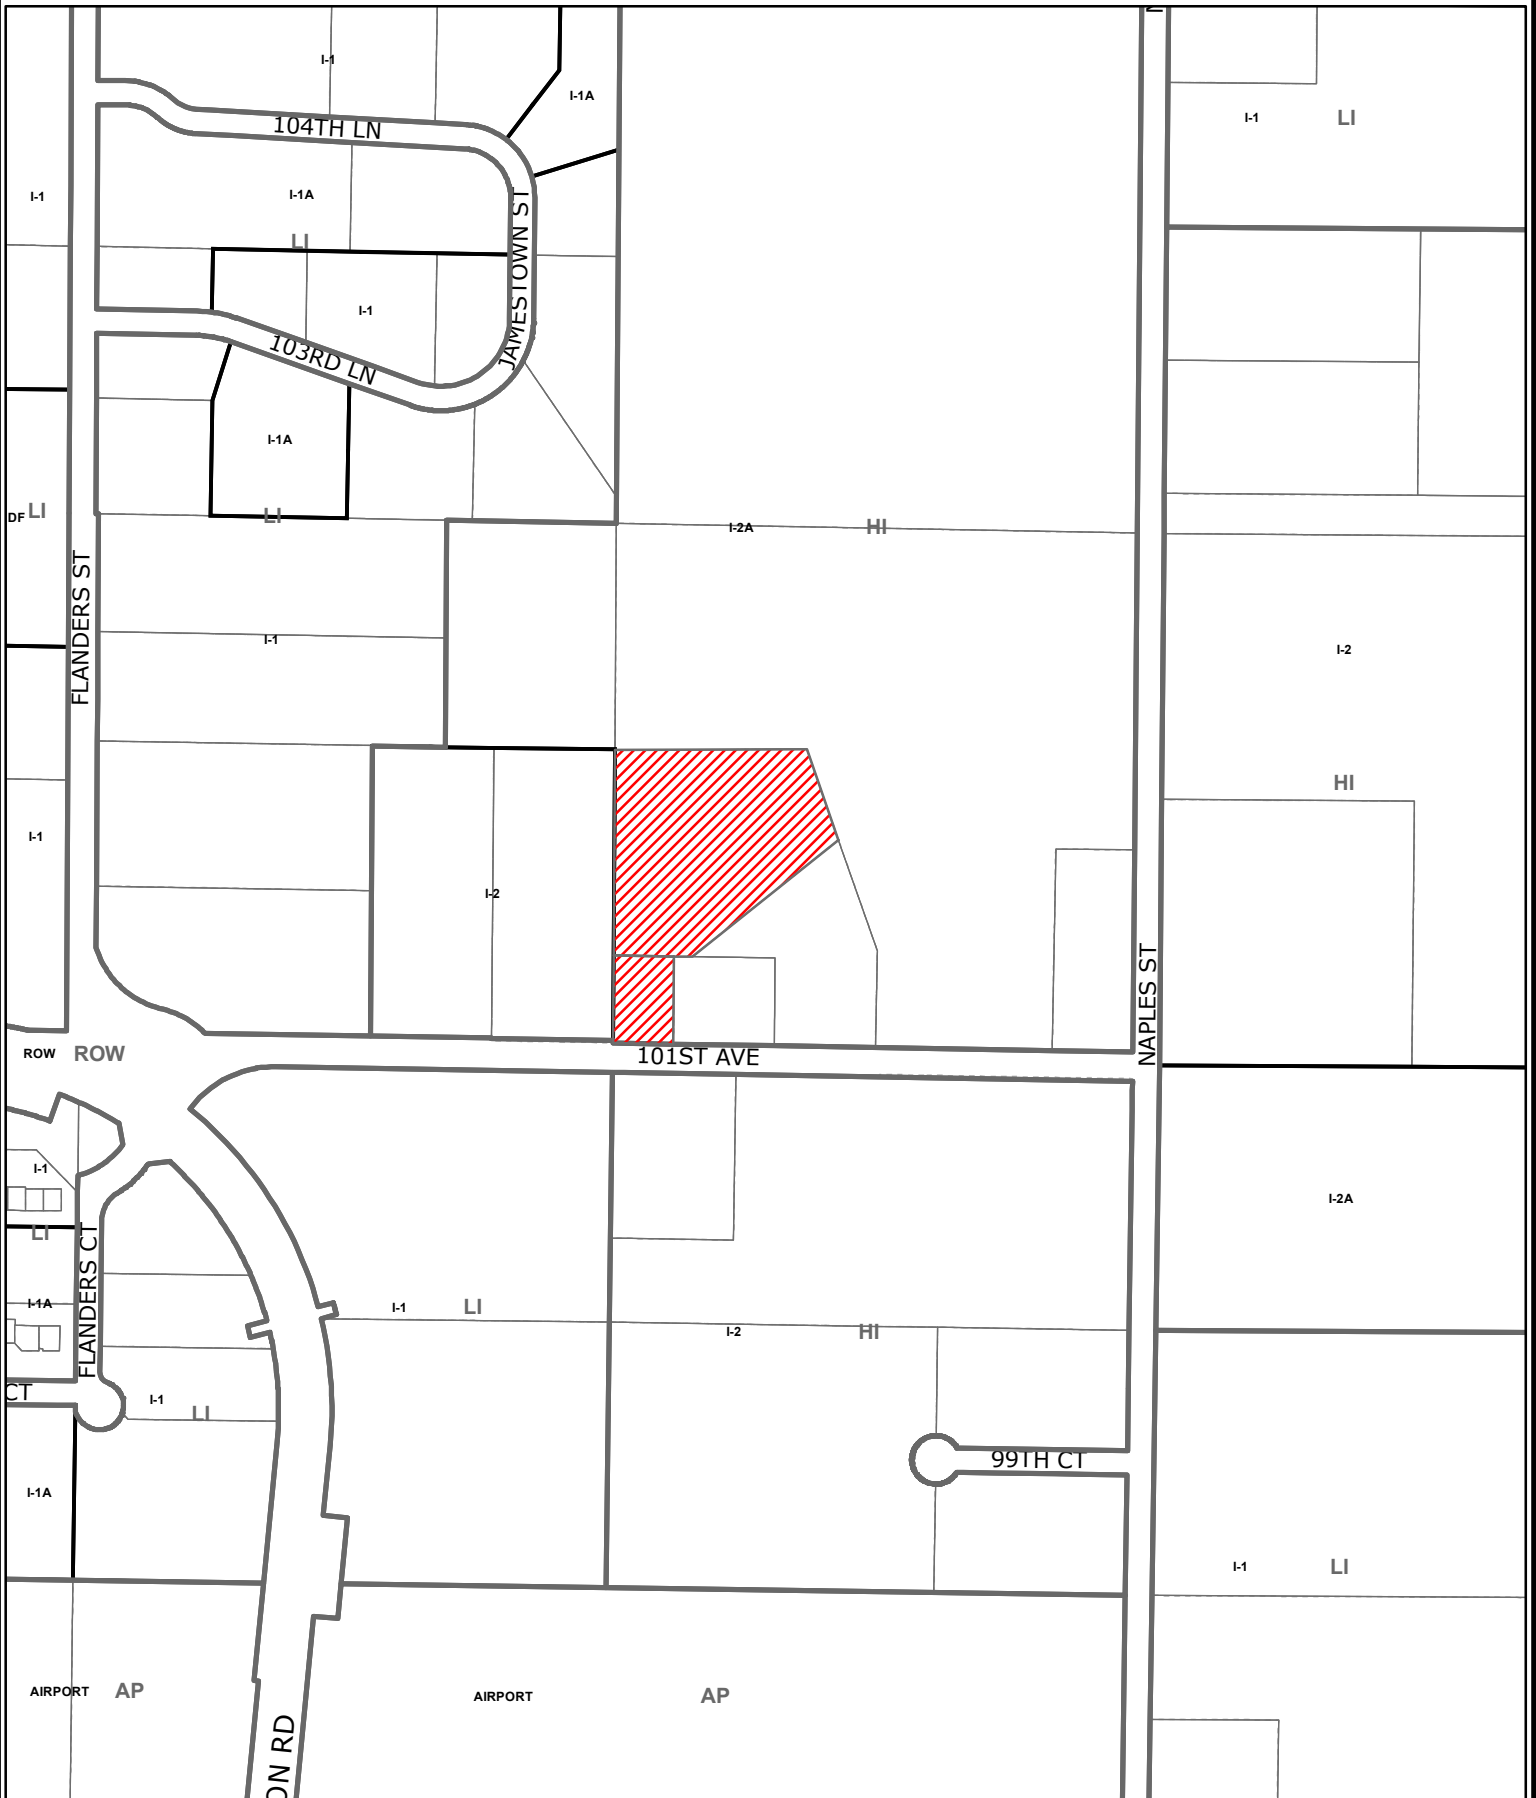 I-1
I-1A
I-1
LI
104TH LN
I-1
I-1A
JAMESTOWN ST
LI
I-1
103RD LN
I-1A
LI
DF
LI
I-2A
HI
FLANDERS ST
I-1
I-2
HI
I-1
I-2
NAPLES ST
ROW
ROW
101ST AVE
I-1
I-2A
LI
FLANDERS CT
I-1A
I-1
LI
I-2
HI
CT
I-1
LI
99TH CT
I-1A
I-1
LI
AIRPORT
AP
AIRPORT
AP
ON RD